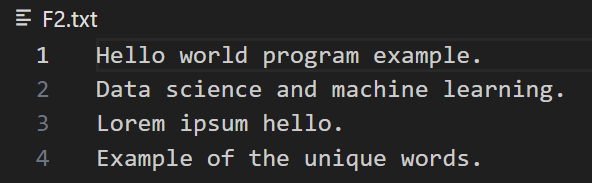 F2.txt
1 Hello world program example.
2 Data science and machine learning.
3 Lorem ipsum hello.
4 Example of the unique words.